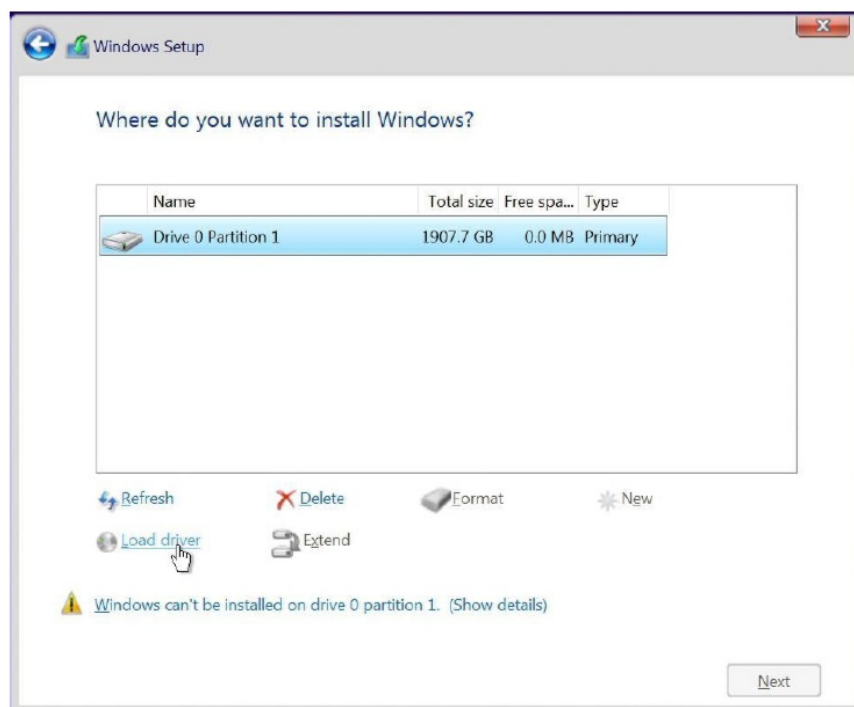 Windows Setup
Where do you want to install Windows?
Name Total size Free spa... Type
Drive 0 Partition 1 1907.7 GB 0.0 MB Primary
Refresh Delete Format New
Load driver Extend
Windows can't be installed on drive 0 partition 1. (Show details)
Next